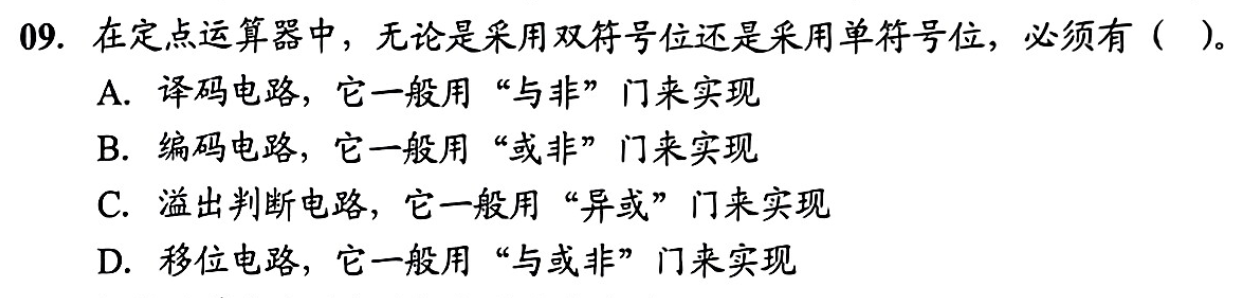 09. 在定点运算器中，无论是采用双符号位还是采用单符号位，必须有（ ）。
A. 译码电路，它一般用“与非”门来实现
B. 编码电路，它一般用“或非”门来实现
C. 溢出判断电路，它一般用“异或”门来实现
D. 移位电路，它一般用“与或非”门来实现